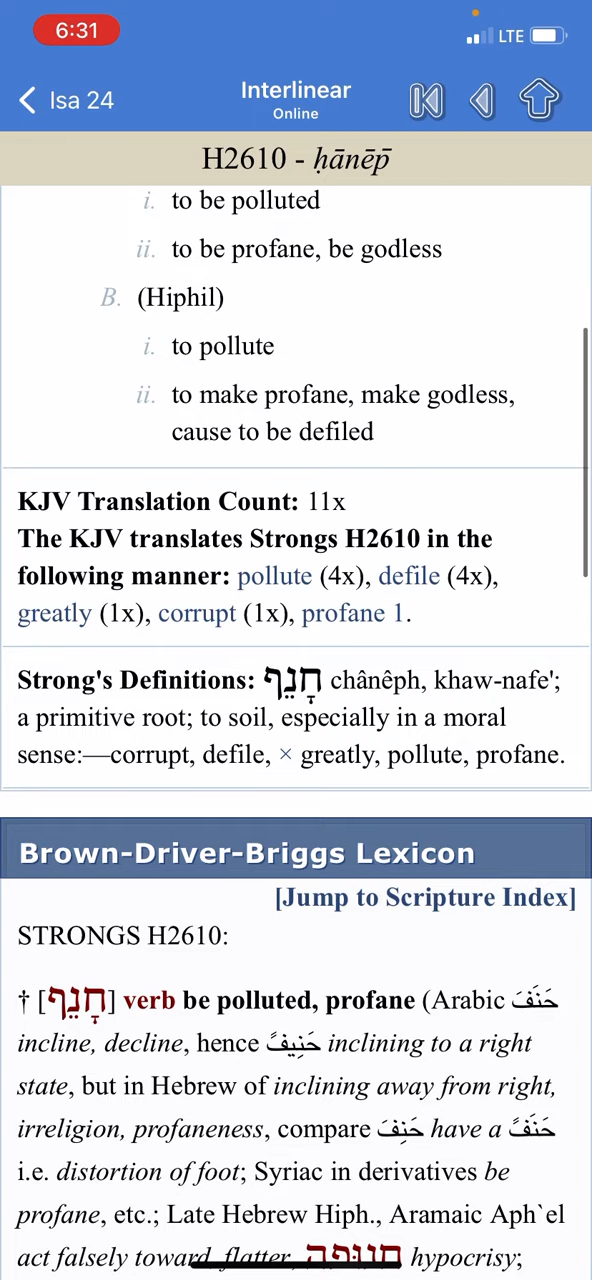 6:31
LTE
Isa 24
Interlinear
Online
H2610 - ḥānēp̄
i. to be polluted
ii. to be profane, be godless
B. (Hiphil)
i. to pollute
ii. to make profane, make godless,
cause to be defiled
KJV Translation Count: 11x
The KJV translates Strongs H2610 in the
following manner: pollute (4x), defile (4x),
greatly (1x), corrupt (1x), profane 1.
Strong's Definitions: חָנֵף chânêph, khaw-nafe';
a primitive root; to soil, especially in a moral
sense:—corrupt, defile, × greatly, pollute, profane.
Brown-Driver-Briggs Lexicon
[Jump to Scripture Index]
STRONGS H2610:
† [חָנֵף] verb be polluted, profane (Arabic حَنَفَ
incline, decline, hence حَنِيفً inclining to a right
state, but in Hebrew of inclining away from right,
irreligion, profaneness, compare حَنِفَ have a حَنَفً
i.e. distortion of foot; Syriac in derivatives be
profane, etc.; Late Hebrew Hiph., Aramaic Aph`el
act falsely toward, flatter, חנופה hypocrisy;